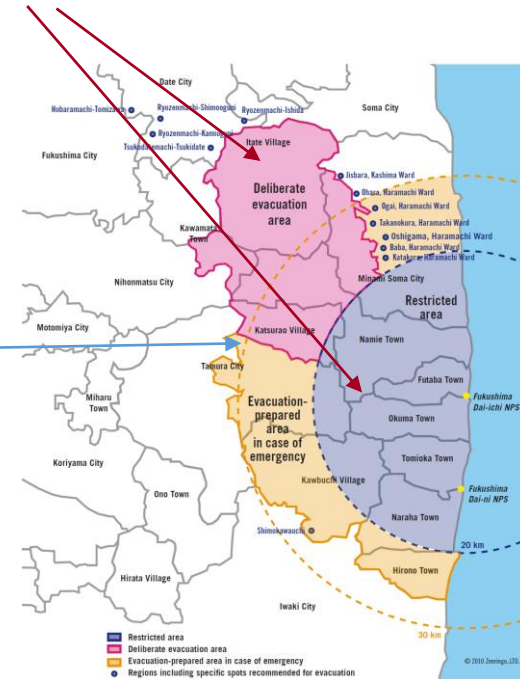 Date City
Soma City
Hobaramachi-Tomizawa
Ryozenmachi-Shimooguni
Ryozenmachi-Ishida
Ryozenmachi-Kamioguni
Tsukidatemachi-Tsukidate
Fukushima City
Itate Village
Deliberate
evacuation
area
Jisbara, Kashima Ward
Ohara, Haramachi Ward
Ogai, Haramachi Ward
Takanokura, Haramachi Ward
Oshigama, Haramachi Ward
Baba, Haramachi Ward
Katakura, Haramachi Ward
Kawamata
Town
Nihonmatsu City
Minami Soma City
Restricted
area
Motomiya City
Katsurao Village
Namie Town
Tamura City
Futaba Town
Fukushima
Dai-ichi NPS
Miharu
Town
Evacuation-
prepared
area
in case of
emergency
Okuma Town
Koriyama City
Tomioka Town
Kawbuchi Village
Fukushima
Dai-ni NPS
Ono Town
Naraha Town
Shimokawauchi
20 km
Hirono Town
Hirata Village
Iwaki City
30 km
Restricted area
Deliberate evacuation area
Evacuation-prepared area in case of emergency
Regions including specific spots recommended for evacuation